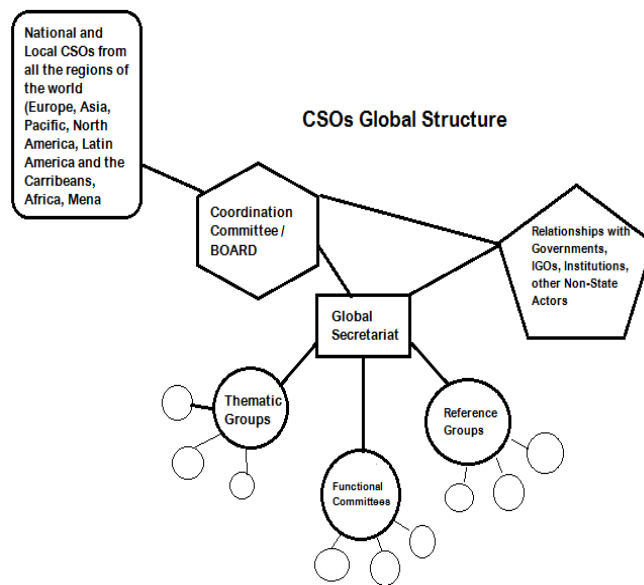 National and
Local CSOs from
all the regions of
the world
(Europe, Asia,
Pacific, North
America, Latin
America and the
Carribeans,
Africa, Mena
CSOs Global Structure
Coordination
Committee /
BOARD
Relationships with
Governments,
IGOs, Institutions,
other Non-State
Actors
Global
Secretariat
Thematic
Groups
Reference
Groups
Functional
Committees